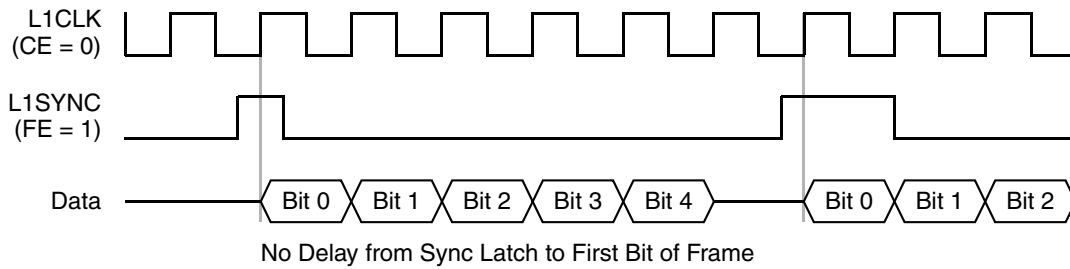 L1CLK
(CE = 0)
L1SYNC
(FE = 1)
Data
Bit 0 Bit 1 Bit 2 Bit 3 Bit 4 Bit 0 Bit 1 Bit 2
No Delay from Sync Latch to First Bit of Frame